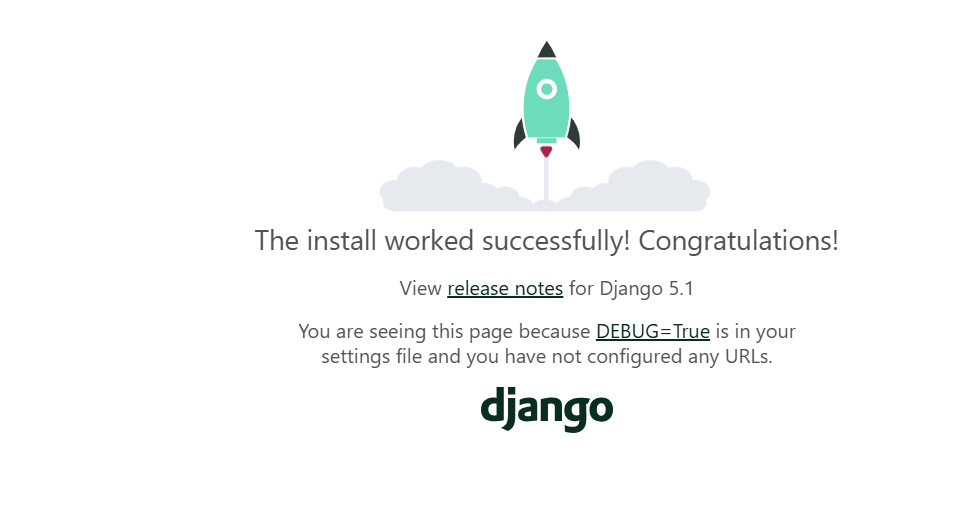 The install worked successfully! Congratulations!
View release notes for Django 5.1
You are seeing this page because DEBUG=True is in your
settings file and you have not configured any URLs.
django